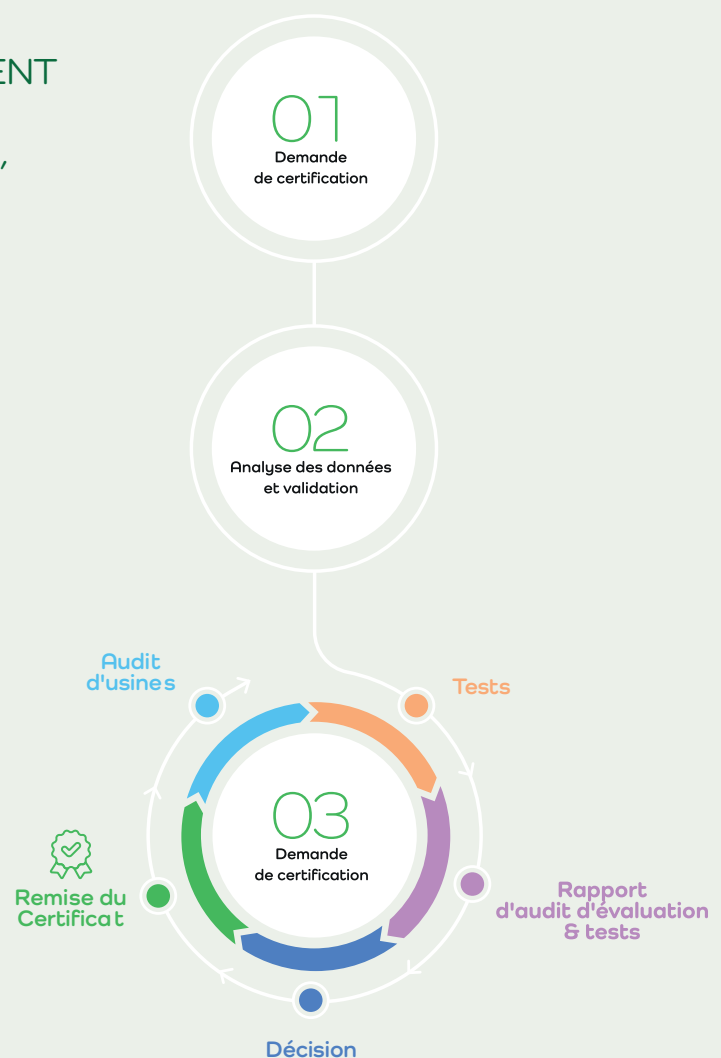 ENT
,
01
Demande
de certification
02
Analyse des données
et validation
Audit
d'usines
Tests
03
Demande
de certification
Remise du
Certificat
Rapport
d'audit d'évaluation
& tests
Décision